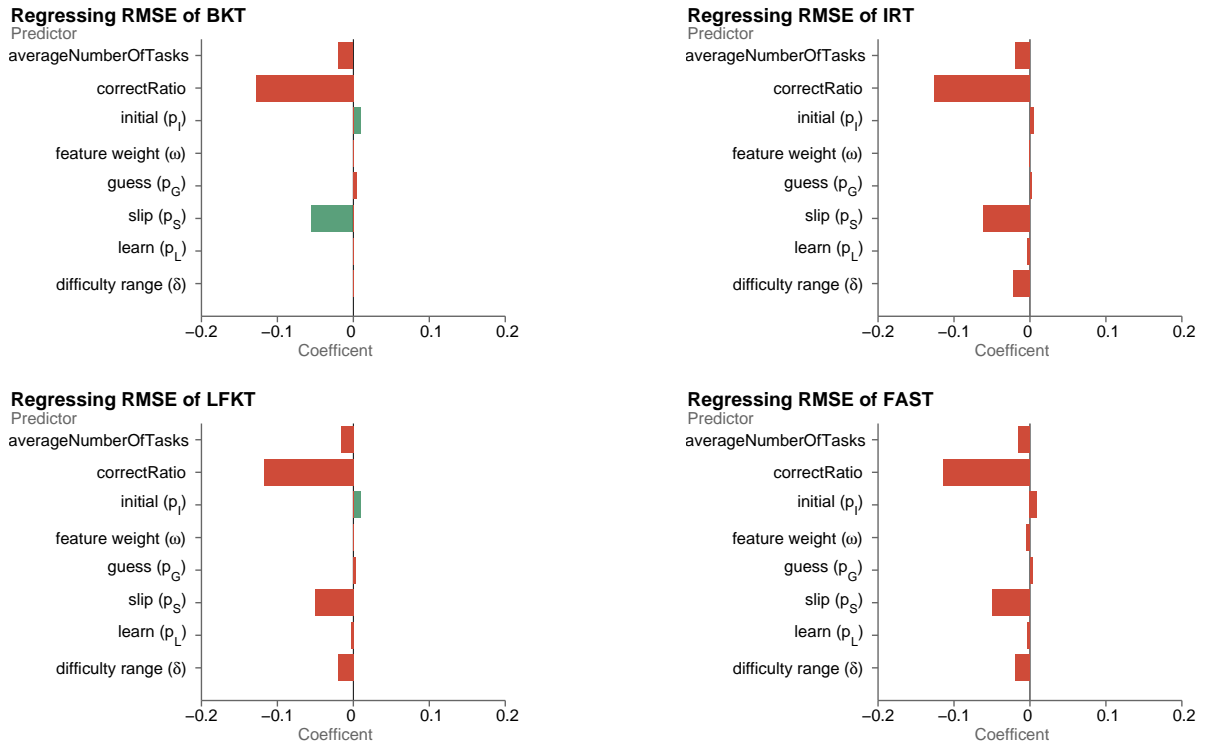 Regressing RMSE of BKT
Predictor
averageNumberOfTasks
correctRatio
initial (pI)
feature weight (ω)
guess (pG)
slip (pS)
learn (pL)
difficulty range (δ)
−0.2 −0.1 0 0.1 0.2
Coefficent
Regressing RMSE of IRT
Predictor
averageNumberOfTasks
correctRatio
initial (pI)
feature weight (ω)
guess (pG)
slip (pS)
learn (pL)
difficulty range (δ)
−0.2 −0.1 0 0.1 0.2
Coefficent
Regressing RMSE of LFKT
Predictor
averageNumberOfTasks
correctRatio
initial (pI)
feature weight (ω)
guess (pG)
slip (pS)
learn (pL)
difficulty range (δ)
−0.2 −0.1 0 0.1 0.2
Coefficent
Regressing RMSE of FAST
Predictor
averageNumberOfTasks
correctRatio
initial (pI)
feature weight (ω)
guess (pG)
slip (pS)
learn (pL)
difficulty range (δ)
−0.2 −0.1 0 0.1 0.2
Coefficent